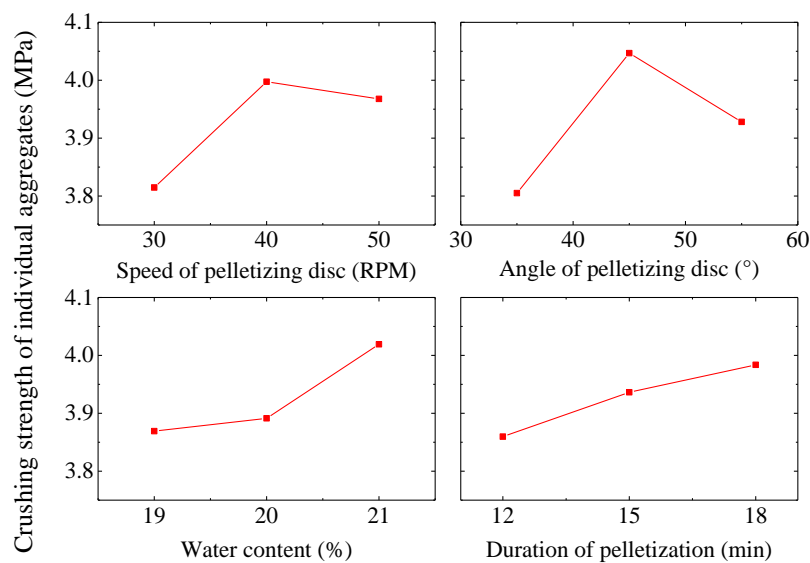 Crushing strength of individual aggregates (MPa)
4.1
4.0
3.9
3.8
30 40 50
Speed of pelletizing disc (RPM)
30 40 50 60
Angle of pelletizing disc (°)
4.1
4.0
3.9
3.8
19 20 21
Water content (%)
12 15 18
Duration of pelletization (min)